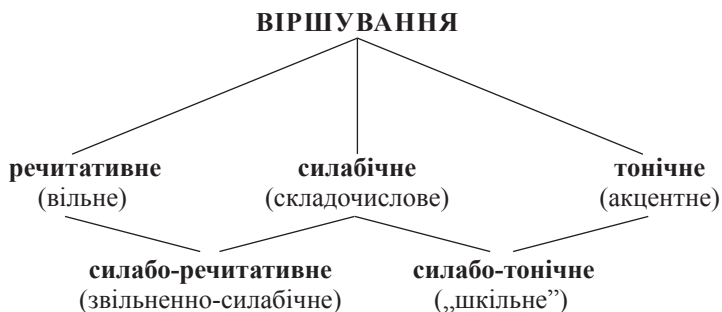 ВІРШУВАННЯ
речитативне силабічне тонічне
(вільне) (складочислове) (акцентне)
силабо-речитативне силабо-тонічне
(звільненно-силабічне) („шкільне”)